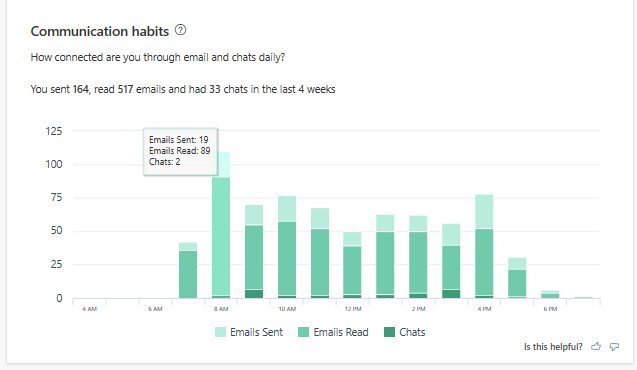 Communication habits ?
How connected are you through email and chats daily?
You sent 164, read 517 emails and had 33 chats in the last 4 weeks
125
Emails Sent: 19
Emails Read: 89
Chats: 2
100
75
50
25
0
4 AM 6 AM 8 AM 10 AM 12 PM 2 PM 4 PM 6 PM
Emails Sent Emails Read Chats
Is this helpful?